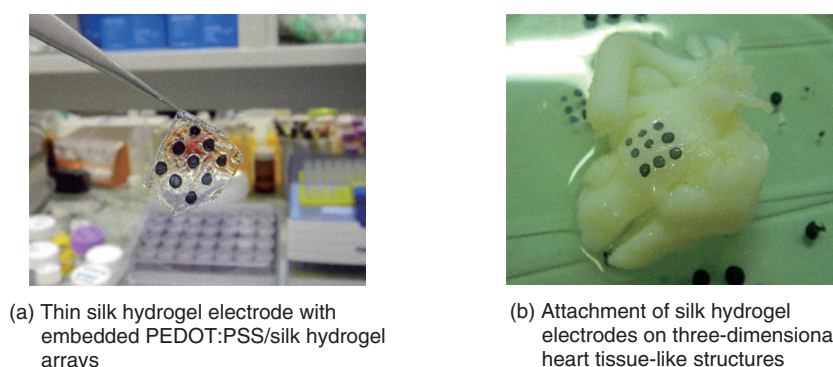 (a) Thin silk hydrogel electrode with
embedded PEDOT:PSS/silk hydrogel
arrays
(b) Attachment of silk hydrogel
electrodes on three-dimensiona
heart tissue-like structures